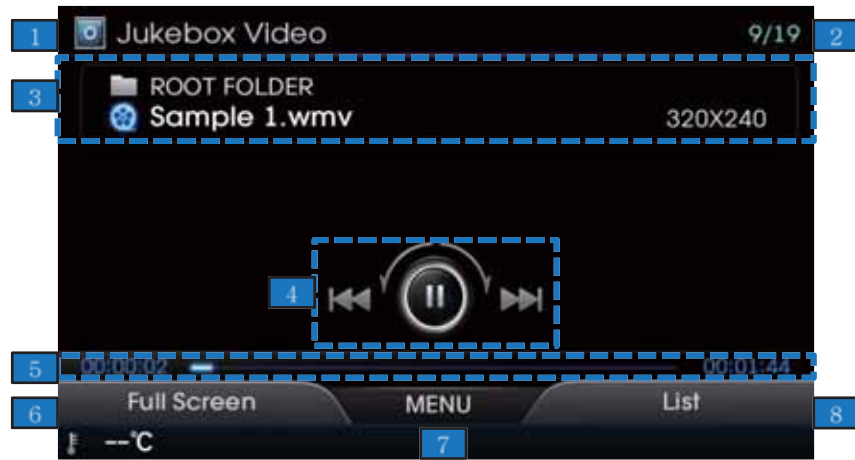 1 Jukebox Video 9/19 2
3 ROOT FOLDER
Sample 1.wmv 320X240
4
5 00:00:02 00:01:44
6 Full Screen MENU List 8
--°C 7